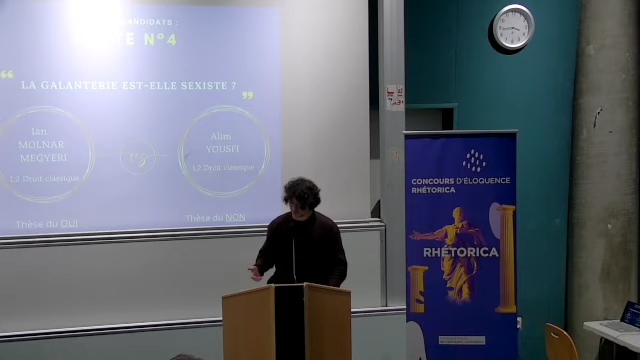 CANDIDATS :
N°4
“ LA GALANTERIE EST-ELLE SEXISTE ? ”
Ian
MOLNAR
MEGYERI
L2 Droit classique
vs
Alim
YOUSFI
L2 Droit classique
Thèse du OUI
Thèse du NON
CONCOURS D'ÉLOQUENCE
RHÉTORICA
RHÉTORICA